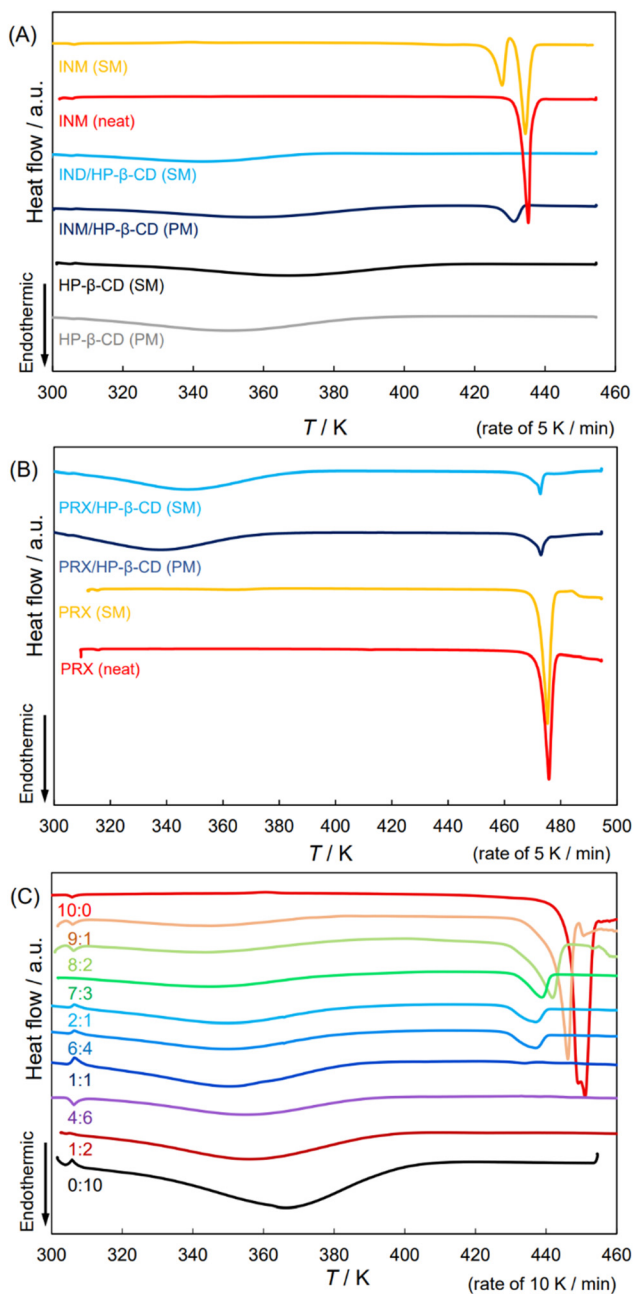 (A)
INM (SM)
INM (neat)
IND/HP-β-CD (SM)
INM/HP-β-CD (PM)
HP-β-CD (SM)
HP-β-CD (PM)
Heat flow / a.u.
Endothermic
300 320 340 360 380 400 420 440 460
T / K
(rate of 5 K / min)
(B)
PRX/HP-β-CD (SM)
PRX/HP-β-CD (PM)
PRX (SM)
PRX (neat)
Heat flow / a.u.
Endothermic
300 320 340 360 380 400 420 440 460 480 500
T / K
(rate of 5 K / min)
(C)
10:0
9:1
8:2
7:3
2:1
6:4
1:1
4:6
1:2
0:10
Heat flow / a.u.
Endothermic
300 320 340 360 380 400 420 440 460
T / K
(rate of 10 K / min)